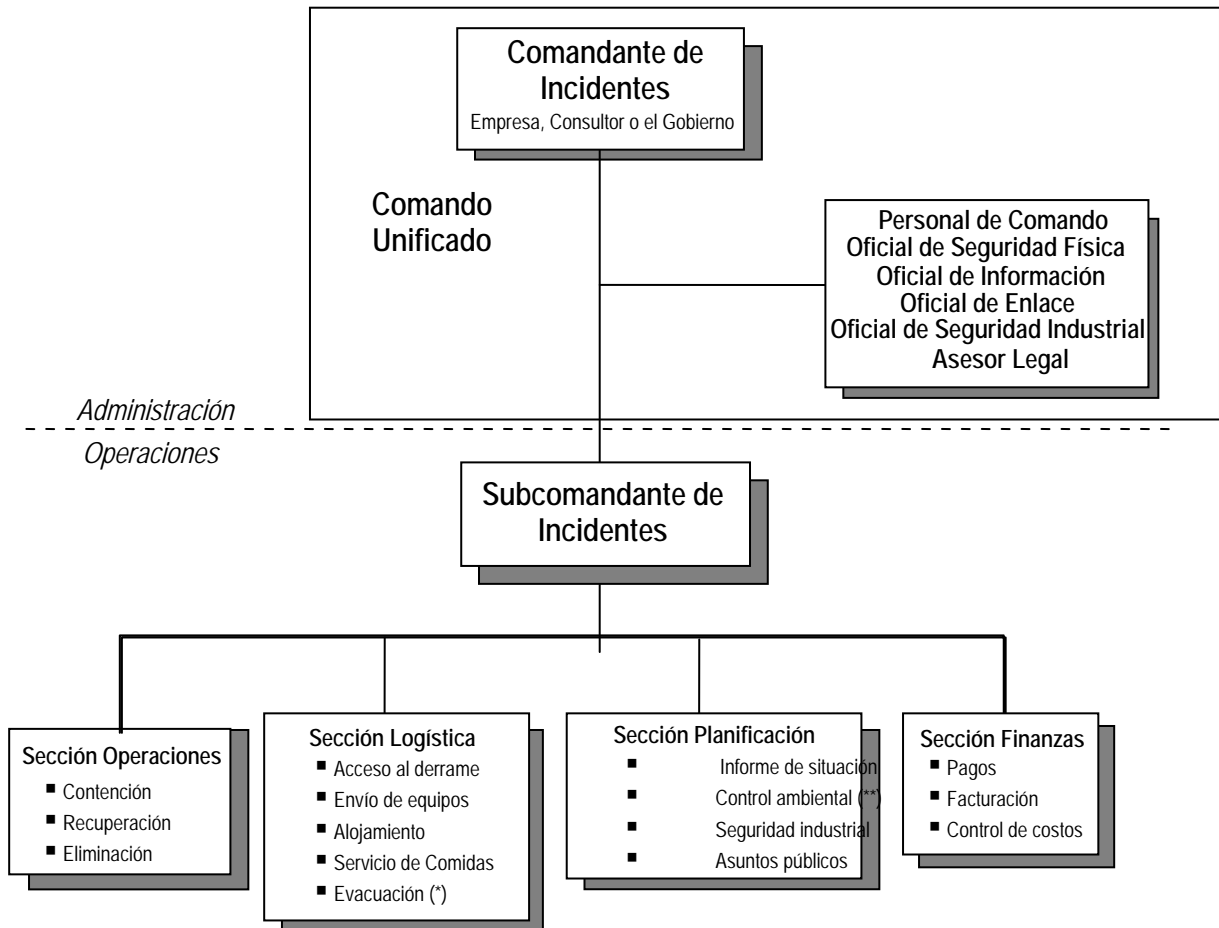 Comandante de
Incidentes
Empresa, Consultor o el Gobierno
Comando
Unificado
Personal de Comando
Oficial de Seguridad Física
Oficial de Información
Oficial de Enlace
Oficial de Seguridad Industrial
Asesor Legal
Administración
Operaciones
Subcomandante de
Incidentes
Sección Operaciones
▪ Contención
▪ Recuperación
▪ Eliminación
Sección Logística
▪ Acceso al derrame
▪ Envío de equipos
▪ Alojamiento
▪ Servicio de Comidas
▪ Evacuación (*)
Sección Planificación
▪ Informe de situación
▪ Control ambiental (**)
▪ Seguridad industrial
▪ Asuntos públicos
Sección Finanzas
▪ Pagos
▪ Facturación
▪ Control de costos